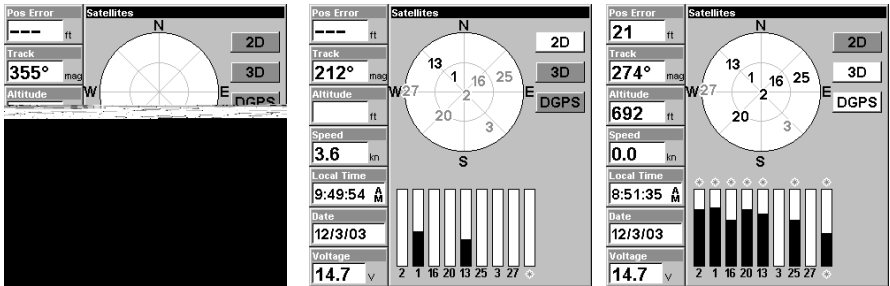 Pos Error
--- ft
Track
355° mag
Altitude
Satellites
N
W E
2D
3D
DGPS
Pos Error
--- ft
Track
212° mag
Altitude
ft
Speed
3.6 kn
Local Time
9:49:54 AM
Date
12/3/03
Voltage
14.7 V
Satellites
N
13 1 16 25
W 27 2 E
20 3
S
2D
3D
DGPS
2 1 16 20 13 25 3 27
Pos Error
21 ft
Track
274° mag
Altitude
692 ft
Speed
0.0 kn
Local Time
8:51:35 AM
Date
12/3/03
Voltage
14.7 V
Satellites
N
13 1 16 25
W 27 2 E
20 3
S
2D
3D
DGPS
2 1 16 20 13 3 25 27